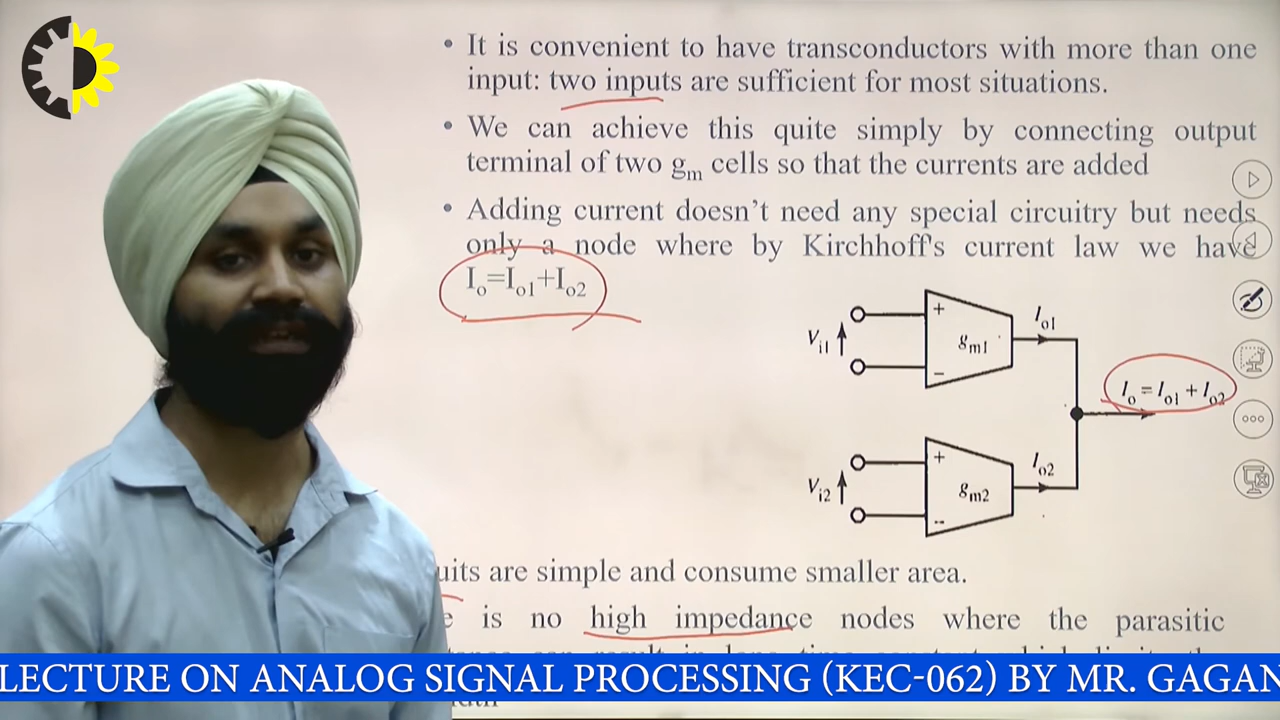 • It is convenient to have transconductors with more than one
input: two inputs are sufficient for most situations.
• We can achieve this quite simply by connecting output
terminal of two gm cells so that the currents are added
• Adding current doesn't need any special circuitry but needs
only a node where by Kirchhoff's current law we have
Io=Io1+Io2
Vi1
+
−
gm1
Io1
Io = Io1 + Io2
Vi2
+
−
gm2
Io2
uits are simple and consume smaller area.
e is no high impedance nodes where the parasitic
LECTURE ON ANALOG SIGNAL PROCESSING (KEC-062) BY MR. GAGAN